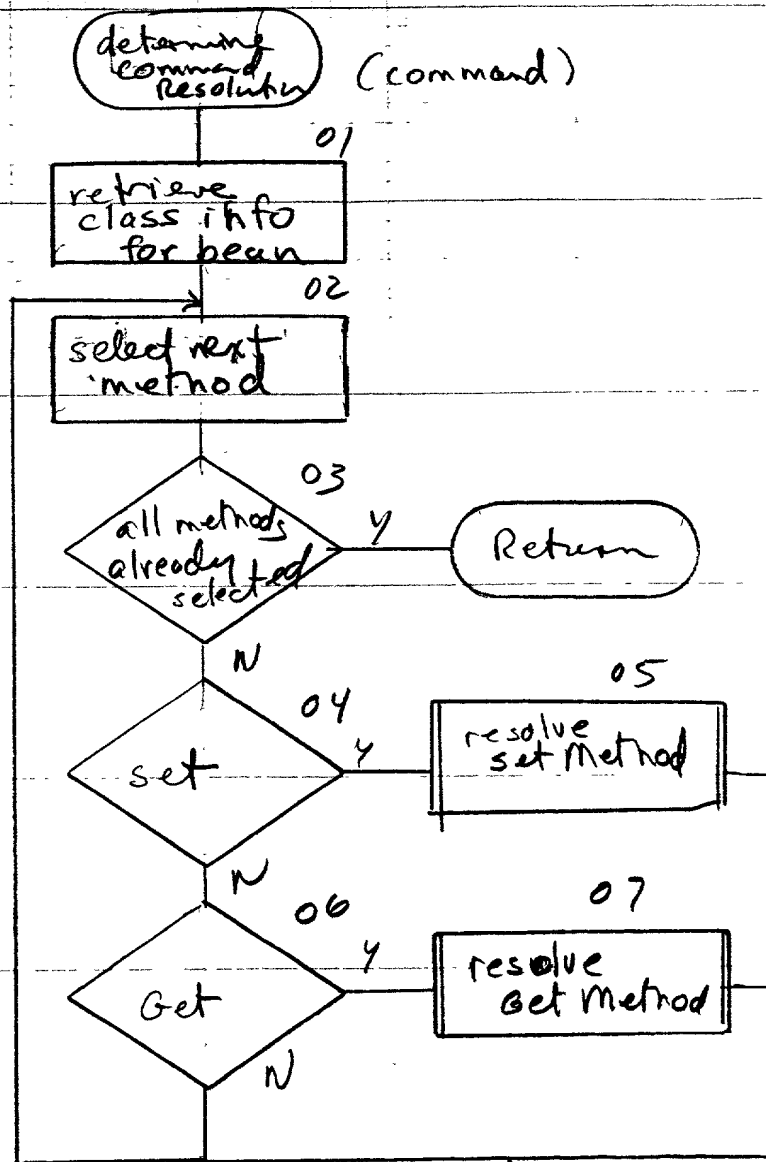 determine
command
Resolution
(command)
01
retrieve
class info
for bean
02
select next
method
03
all methods
already
selected
Y
Return
N
04
set
Y
05
resolve
set Method
N
06
Get
Y
07
resolve
Get Method
N